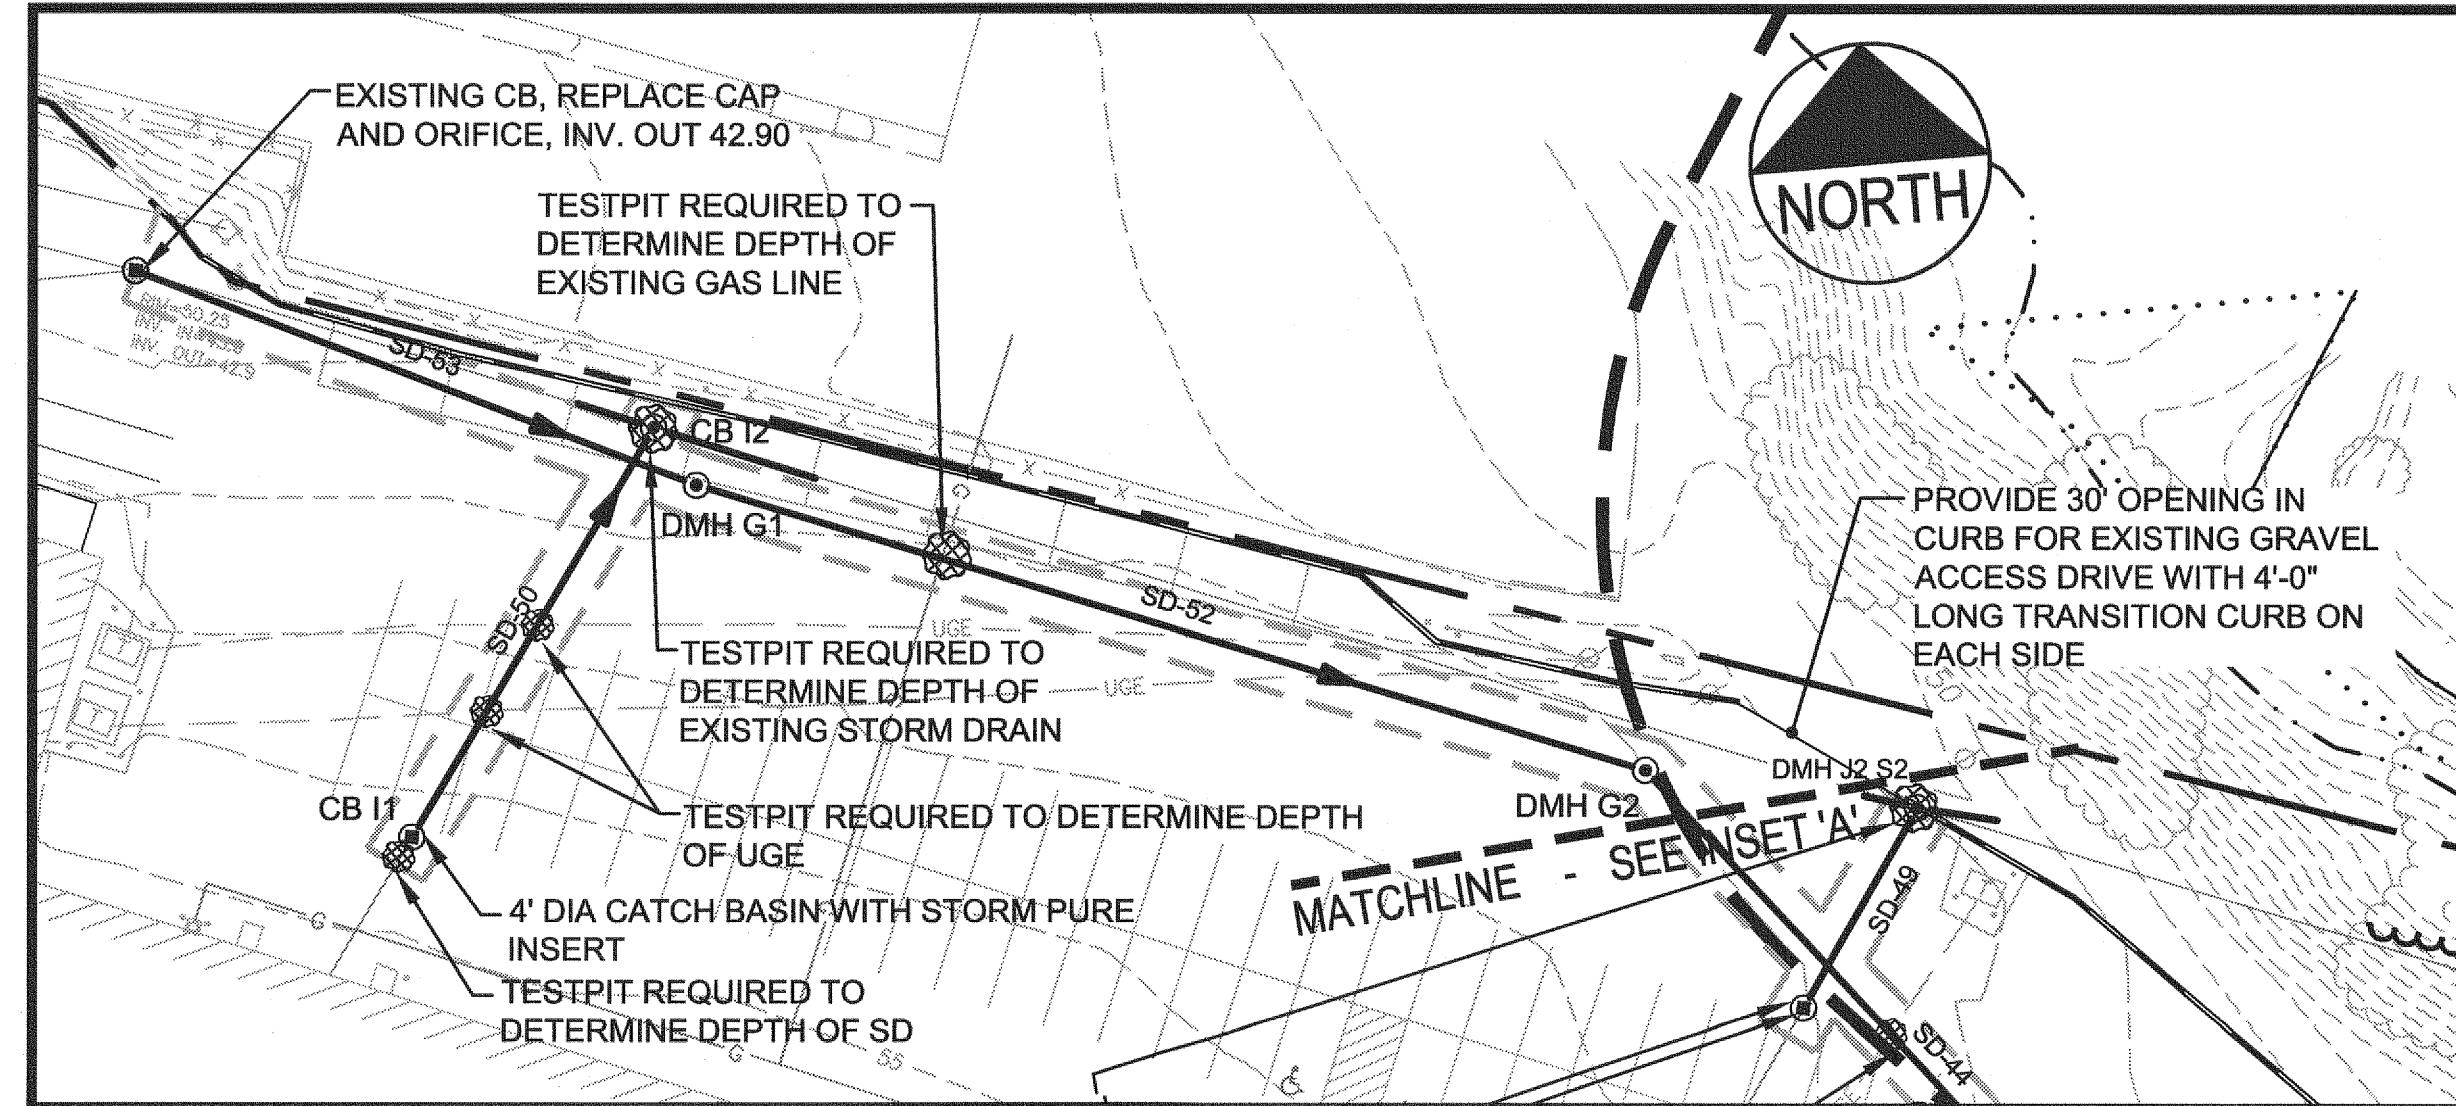 EXISTING CB, REPLACE CAP
AND ORIFICE, INV. OUT 42.90
TESTPIT REQUIRED TO
DETERMINE DEPTH OF
EXISTING GAS LINE
NORTH
SD-53
CB I2
DMH G1
SD-50
SD-52
UGE
UGE
TESTPIT REQUIRED TO
DETERMINE DEPTH OF
EXISTING STORM DRAIN
PROVIDE 30' OPENING IN
CURB FOR EXISTING GRAVEL
ACCESS DRIVE WITH 4'-0"
LONG TRANSITION CURB ON
EACH SIDE
50
DMH J2 S2
DMH G2
CB I1
TESTPIT REQUIRED TO DETERMINE DEPTH
OF UGE
MATCHLINE - SEE INSET 'A'
SD-49
4' DIA CATCH BASIN WITH STORM PURE
INSERT
G
TESTPIT REQUIRED TO
DETERMINE DEPTH OF SD
G
55
SD-44